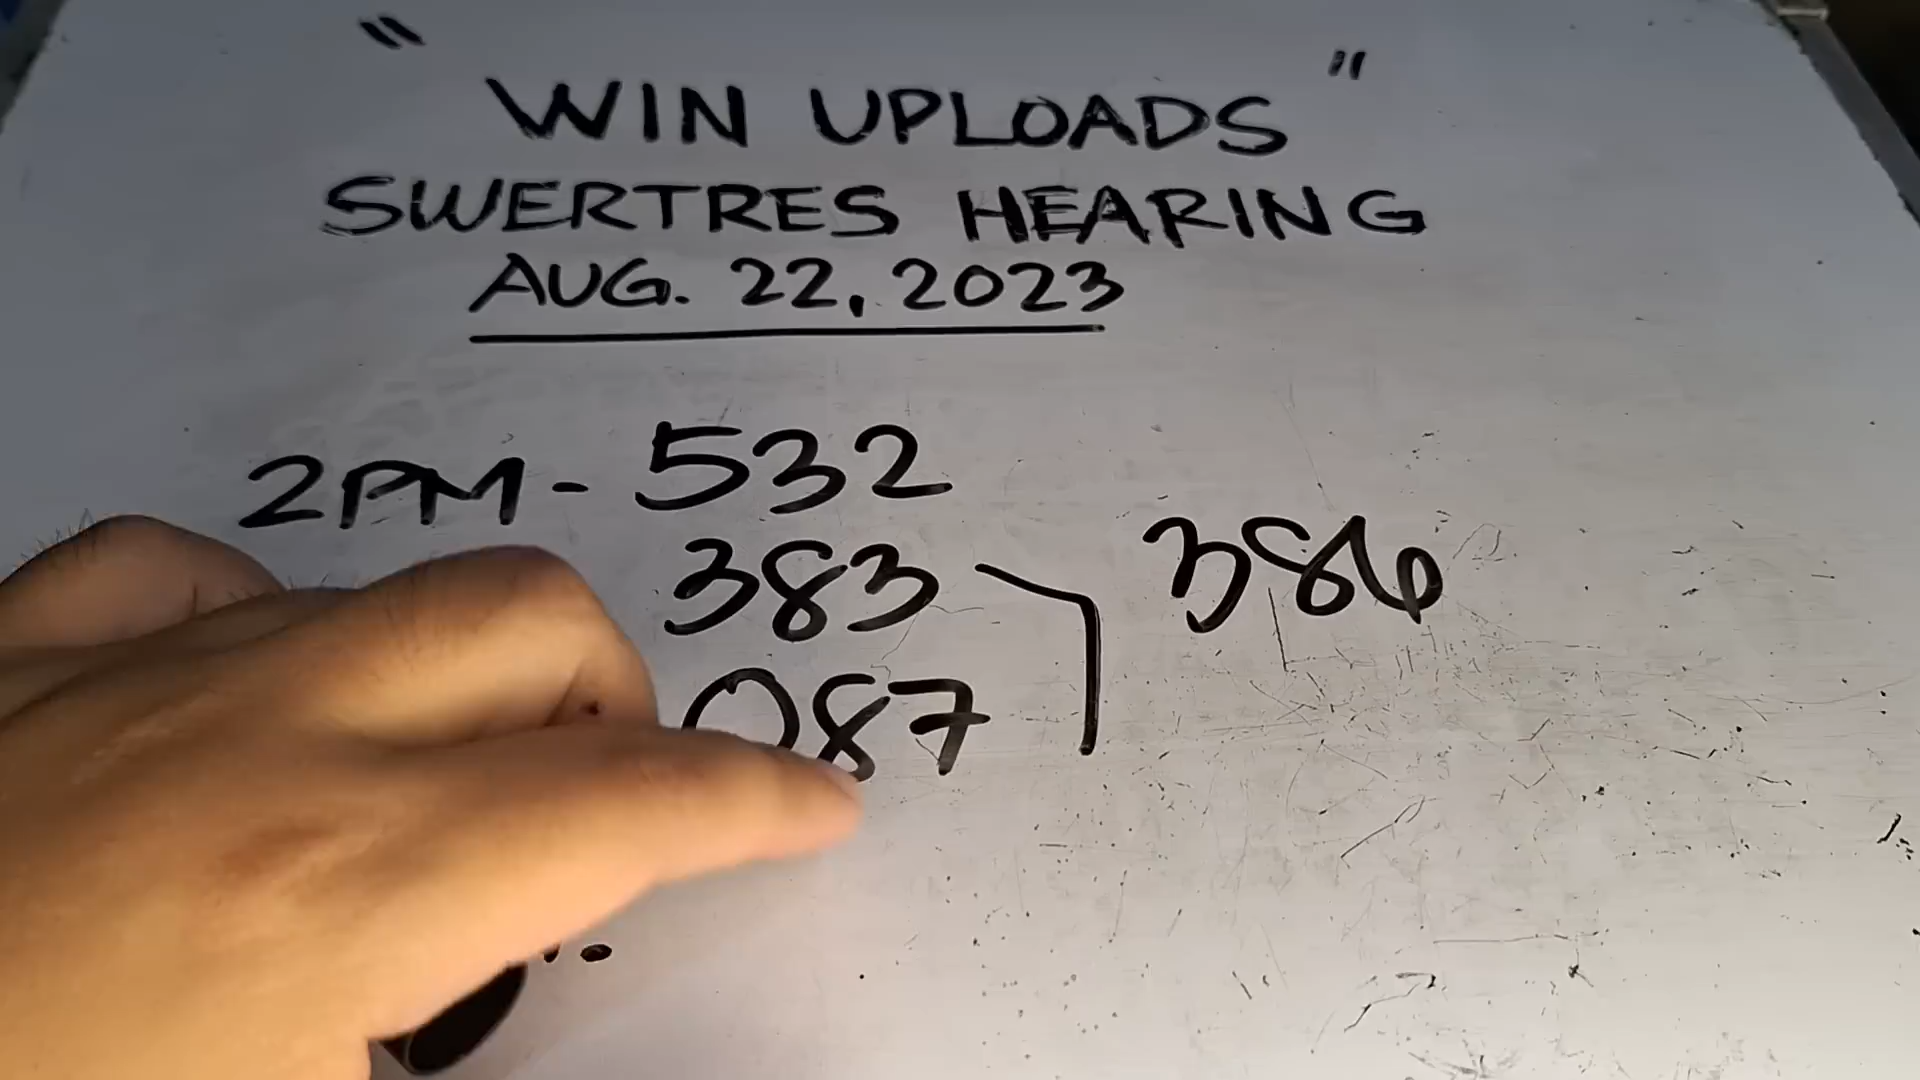 " WIN UPLOADS "
SWERTRES HEARING
AUG. 22, 2023
2PM - 532
383 386
087